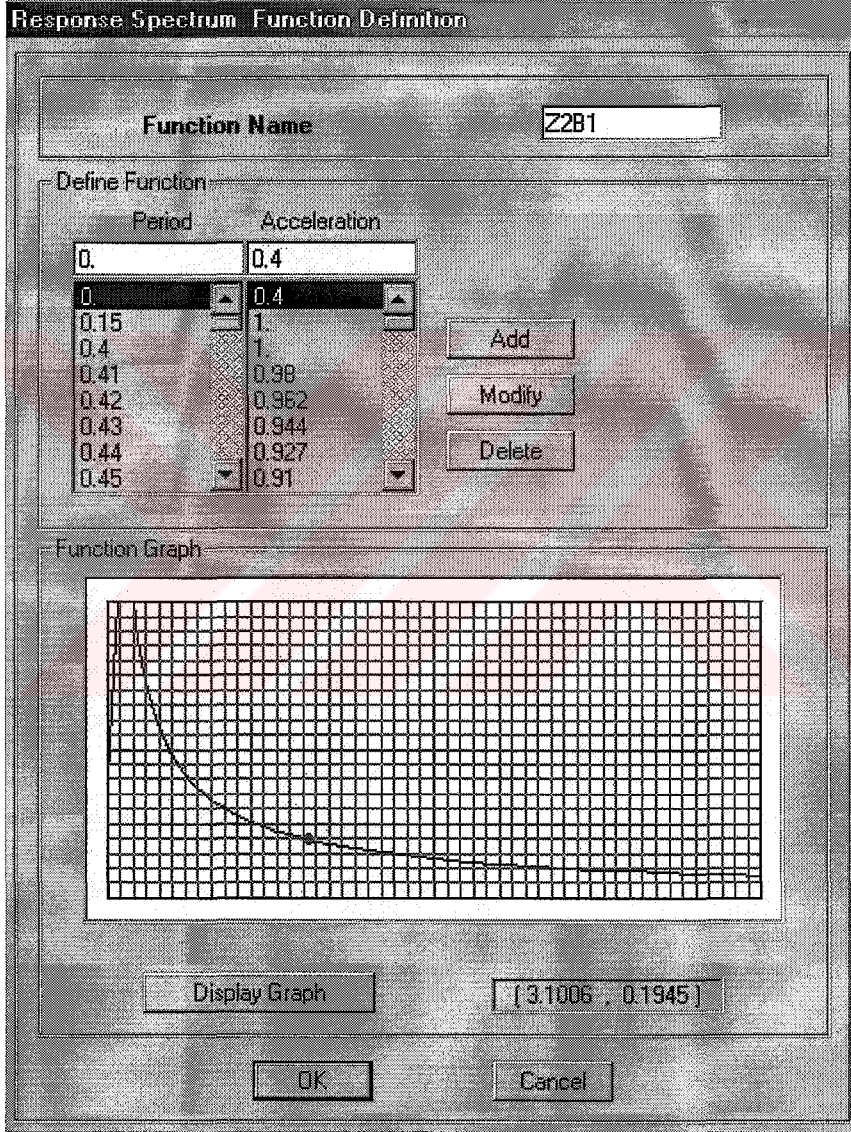 Response Spectrum Function Definition
Function Name Z2B1
Define Function
Period Acceleration
0. 0.4
0. 0.4
0.15 1.
0.4 1.
0.41 0.98
0.42 0.962
0.43 0.944
0.44 0.927
0.45 0.91
Add
Modify
Delete
Function Graph
Display Graph ( 3.1006 , 0.1945 )
OK Cancel